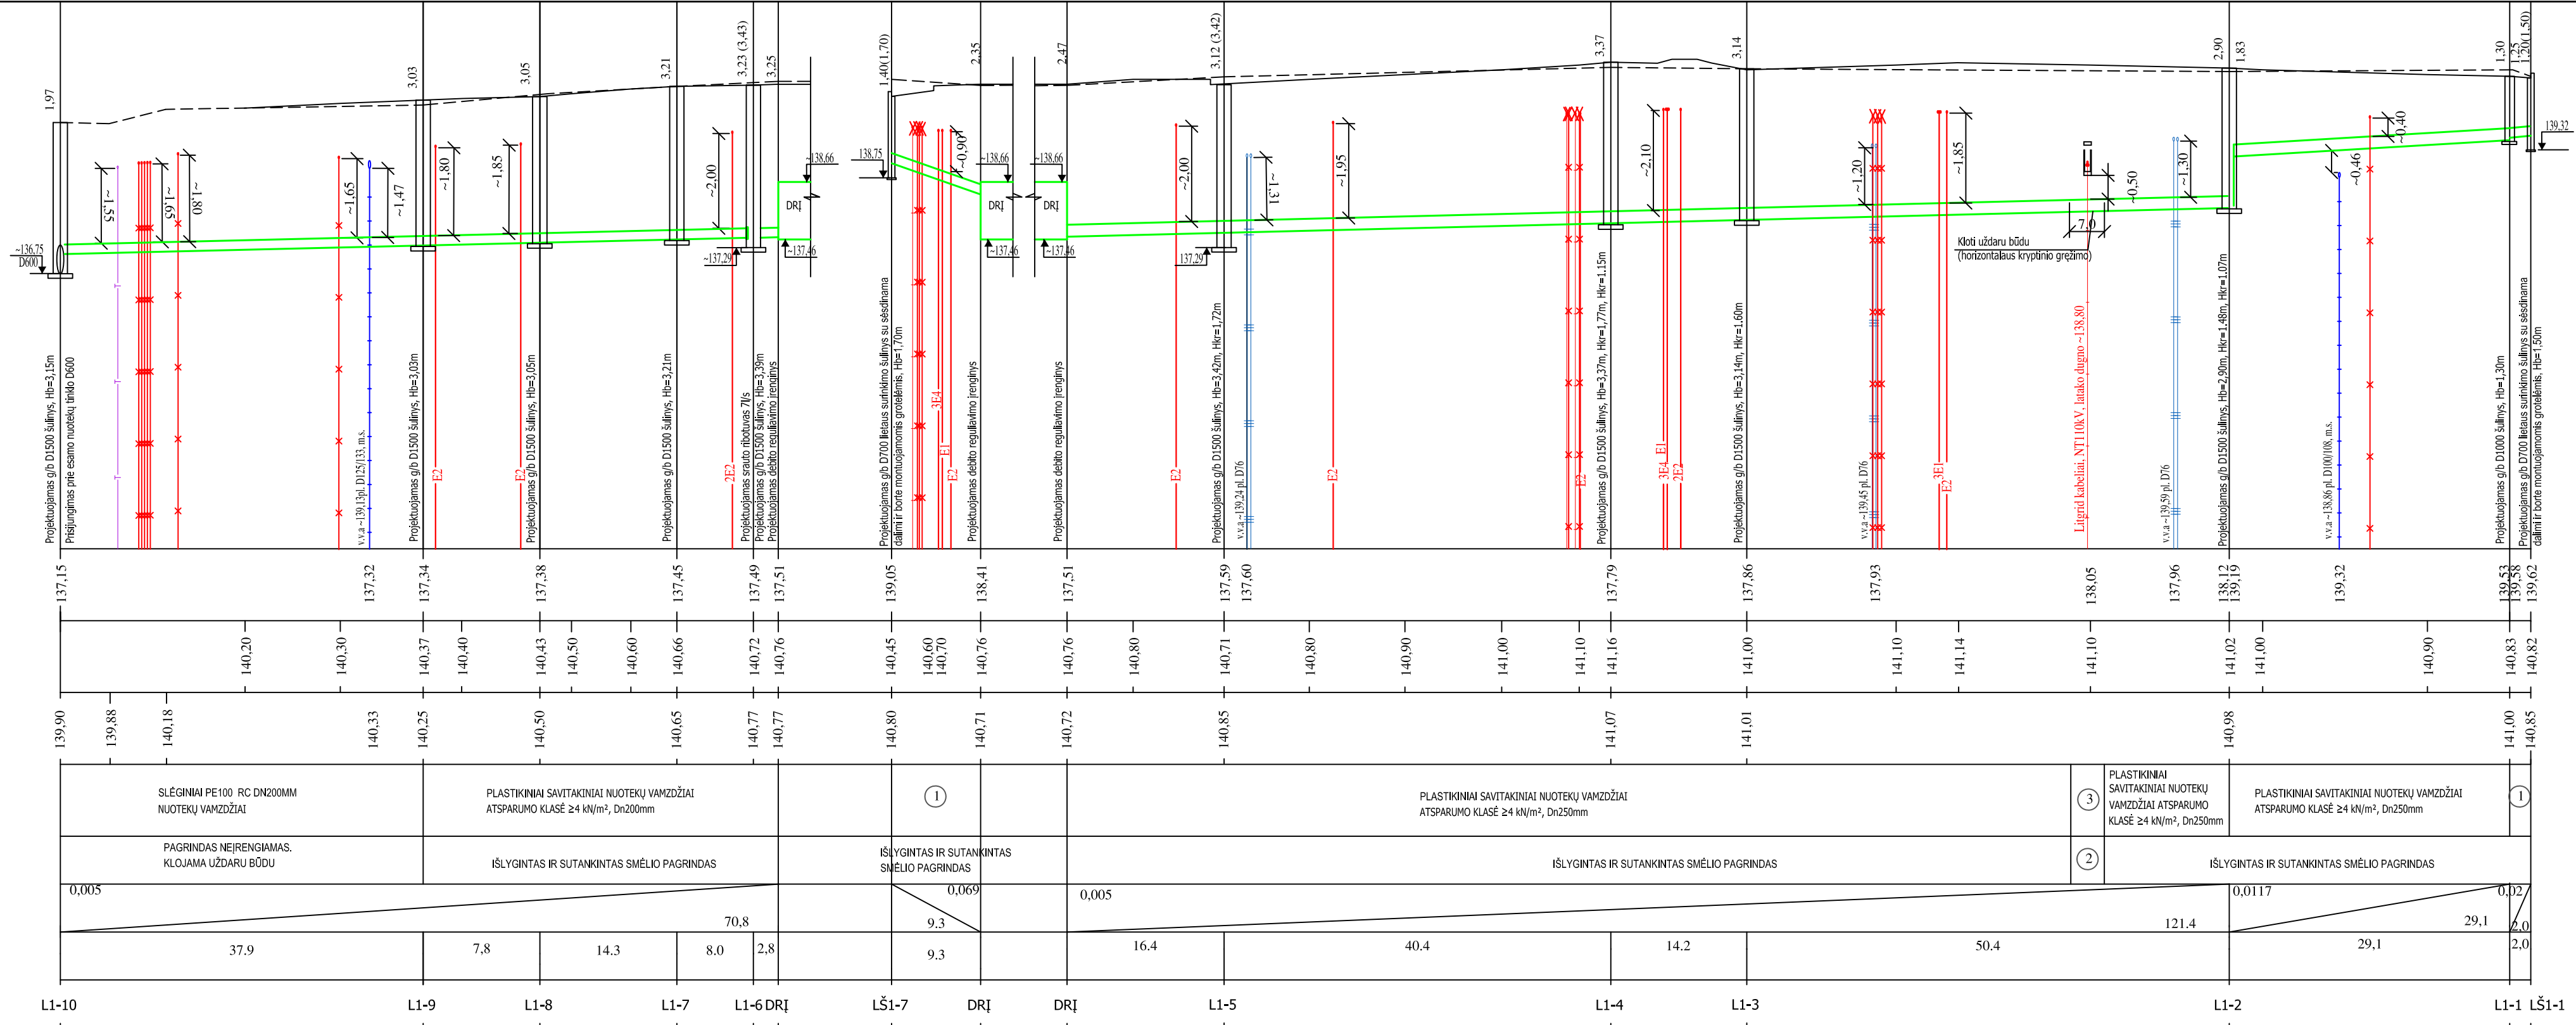 1,97
3,03
3,05
3,21
3,23 (3,43)
3,25
1,40(1,70)
2,35
2,47
3,12 (3,42)
3,37
3,14
2,90
1,83
1,30
1,25
1,20(1,50)
~136,75
D600
~1,55
~1,65
~1,80
~1,65
~1,47
~1,80
~1,85
~2,00
~138,66
DRĮ
~137,46
~137,29
138,75
~0,90
~138,66
DRĮ
~137,46
~138,66
DRĮ
~137,46
~2,00
137,29
~1,31
~1,95
~2,10
~1,20
~1,85
~0,50
7,0
Kloti uždaru būdu
(horizontalaus kryptinio gręžimo)
~1,30
~0,46
~0,40
139,32
Projektuojamas g/b D1500 šulinys, Hb=3,15m
Prisijungimas prie esamo nuotekų tinklo D600
T
T
T
v.v.a ~139,13pl. D125/133, m.s.
Projektuojamas g/b D1500 šulinys, Hb=3,03m
E2
E2
Projektuojamas g/b D1500 šulinys, Hb=3,05m
Projektuojamas g/b D1500 šulinys, Hb=3,21m
2E2
Projektuojamas srauto ribotuvas 7l/s
Projektuojamas g/b D1500 šulinys, Hb=3,39m
Projektuojamas debito reguliavimo įrenginys
Projektuojamas g/b D700 lietaus surinkimo šulinys su sėsdinama
dalimi ir borte montuojamomis grotelėmis, Hb=1,70m
3E4
E1
E2
Projektuojamas debito reguliavimo įrenginys
Projektuojamas debito reguliavimo įrenginys
E2
Projektuojamas g/b D1500 šulinys, Hb=3,42m, Hkr=1,72m
v.v.a ~139,24 pl. D76
E2
E2
Projektuojamas g/b D1500 šulinys, Hb=3,37m, Hkr=1,77m, Hkr=1,15m
3E4
E1
2E2
Projektuojamas g/b D1500 šulinys, Hb=3,14m, Hkr=1,60m
v.v.a ~139,45 pl. D76
3E1
E2
Litgrid kabeliai, NT110kV, latako dugno ~138,80
v.v.a ~139,59 pl. D76
Projektuojamas g/b D1500 šulinys, Hb=2,90m, Hkr=1,48m, Hkr=1,07m
v.v.a ~138,86 pl. D100/108, m.s.
Projektuojamas g/b D1000 šulinys, Hb=1,30m
Projektuojamas g/b D700 lietaus surinkimo šulinys su sėsdinama
dalimi ir borte montuojamomis grotelėmis, Hb=1,50m
137,15
137,32
137,34
137,38
137,45
137,49
137,51
139,05
138,41
137,51
137,59
137,60
137,79
137,86
137,93
138,05
137,96
138,12
139,19
139,32
139,53
139,58
139,62
140,20
140,30
140,37
140,40
140,43
140,50
140,60
140,66
140,72
140,76
140,45
140,60
140,70
140,76
140,76
140,80
140,71
140,80
140,90
141,00
141,10
141,16
141,00
141,10
141,14
141,10
141,02
141,00
140,90
140,83
140,82
139,90
139,88
140,18
140,33
140,25
140,50
140,65
140,77
140,77
140,80
140,71
140,72
140,85
141,07
141,01
140,98
141,00
140,85
SLĖGINIAI PE100 RC DN200MM
NUOTEKŲ VAMZDŽIAI
PLASTIKINIAI SAVITAKINIAI NUOTEKŲ VAMZDŽIAI
ATSPARUMO KLASĖ ≥4 kN/m², Dn200mm
1
PLASTIKINIAI SAVITAKINIAI NUOTEKŲ VAMZDŽIAI
ATSPARUMO KLASĖ ≥4 kN/m², Dn250mm
3
PLASTIKINIAI
SAVITAKINIAI NUOTEKŲ
VAMZDŽIAI ATSPARUMO
KLASĖ ≥4 kN/m², Dn250mm
PLASTIKINIAI SAVITAKINIAI NUOTEKŲ VAMZDŽIAI
ATSPARUMO KLASĖ ≥4 kN/m², Dn250mm
1
PAGRINDAS NEĮRENGIAMAS.
KLOJAMA UŽDARU BŪDU
IŠLYGINTAS IR SUTANKINTAS SMĖLIO PAGRINDAS
IŠLYGINTAS IR SUTANKINTAS
SMĖLIO PAGRINDAS
IŠLYGINTAS IR SUTANKINTAS SMĖLIO PAGRINDAS
2
IŠLYGINTAS IR SUTANKINTAS SMĖLIO PAGRINDAS
0,005
70,8
0,069
9.3
0,005
121.4
0,0117
29,1
0,02
2,0
37.9
7,8
14.3
8.0
2,8
9.3
16.4
40.4
14.2
50.4
29,1
2,0
L1-10
L1-9
L1-8
L1-7
L1-6
DRĮ
LŠ1-7
DRĮ
DRĮ
L1-5
L1-4
L1-3
L1-2
L1-1
LŠ1-1